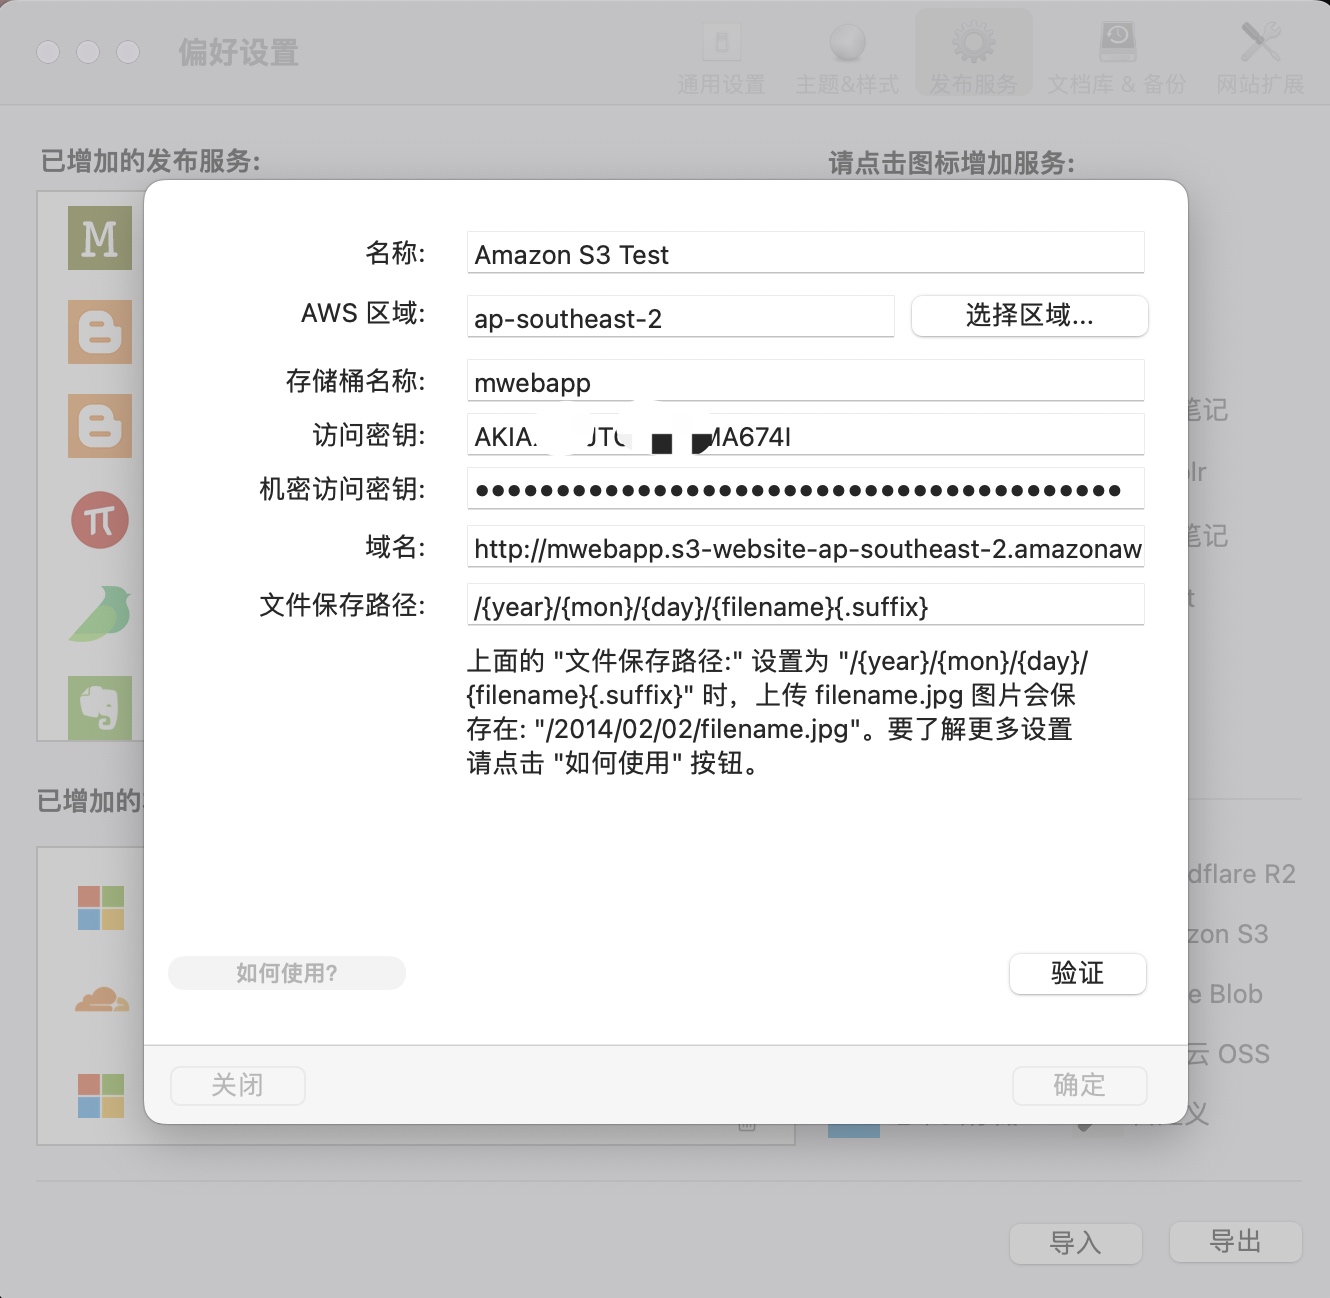 偏好设置
通用设置
主题&样式
发布服务
文档库 & 备份
网站扩展
已增加的发布服务:
请点击图标增加服务:
名称:
Amazon S3 Test
AWS 区域:
ap-southeast-2
选择区域...
存储桶名称:
mwebapp
访问密钥:
AKIA
MA674I
机密访问密钥:
●●●●●●●●●●●●●●●●●●●●●●●●●●●●●●●●●●●●●●●●
域名:
http://mwebapp.s3-website-ap-southeast-2.amazonaw
文件保存路径:
/{year}/{mon}/{day}/{filename}{.suffix}
上面的 "文件保存路径:" 设置为 "/{year}/{mon}/{day}/
{filename}{.suffix}" 时，上传 filename.jpg 图片会保
存在: "/2014/02/02/filename.jpg"。要了解更多设置
请点击 "如何使用" 按钮。
笔记
lr
笔记
t
已增加的
dflare R2
zon S3
e Blob
云 OSS
义
如何使用?
验证
关闭
确定
导入
导出